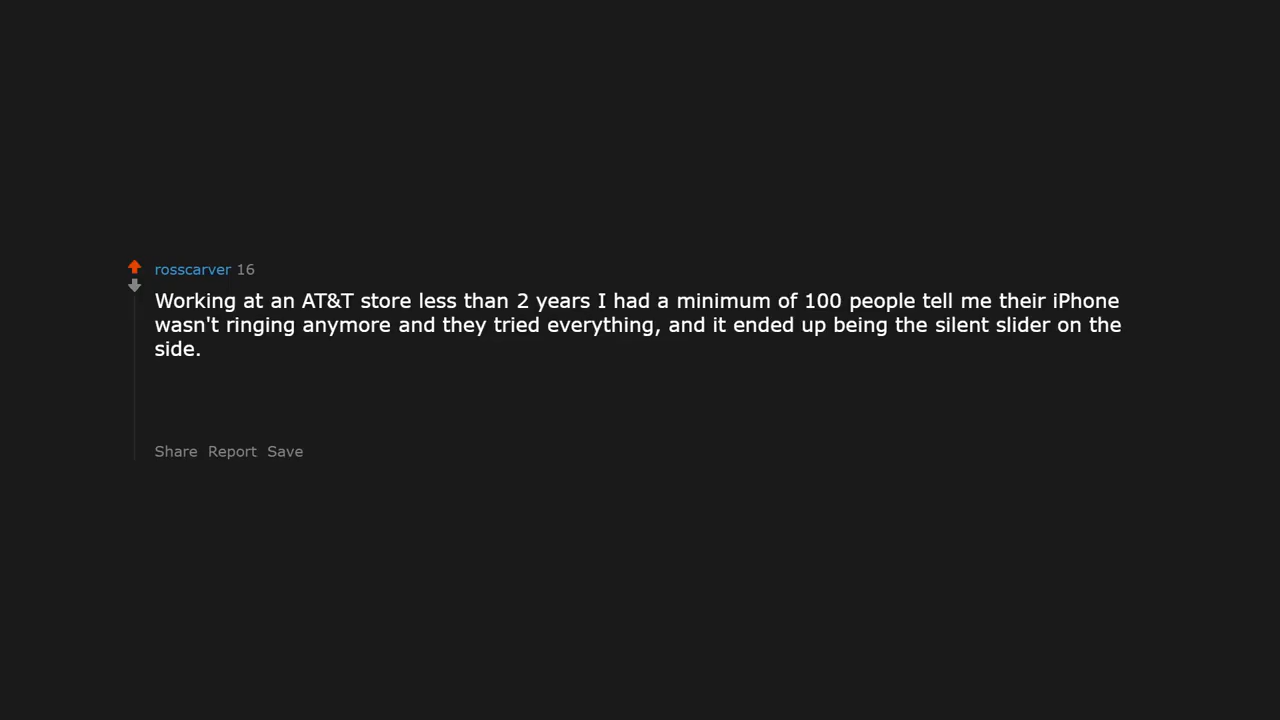 rosscarver 16
Working at an AT&T store less than 2 years I had a minimum of 100 people tell me their iPhone
wasn't ringing anymore and they tried everything, and it ended up being the silent slider on the
side.
Share Report Save